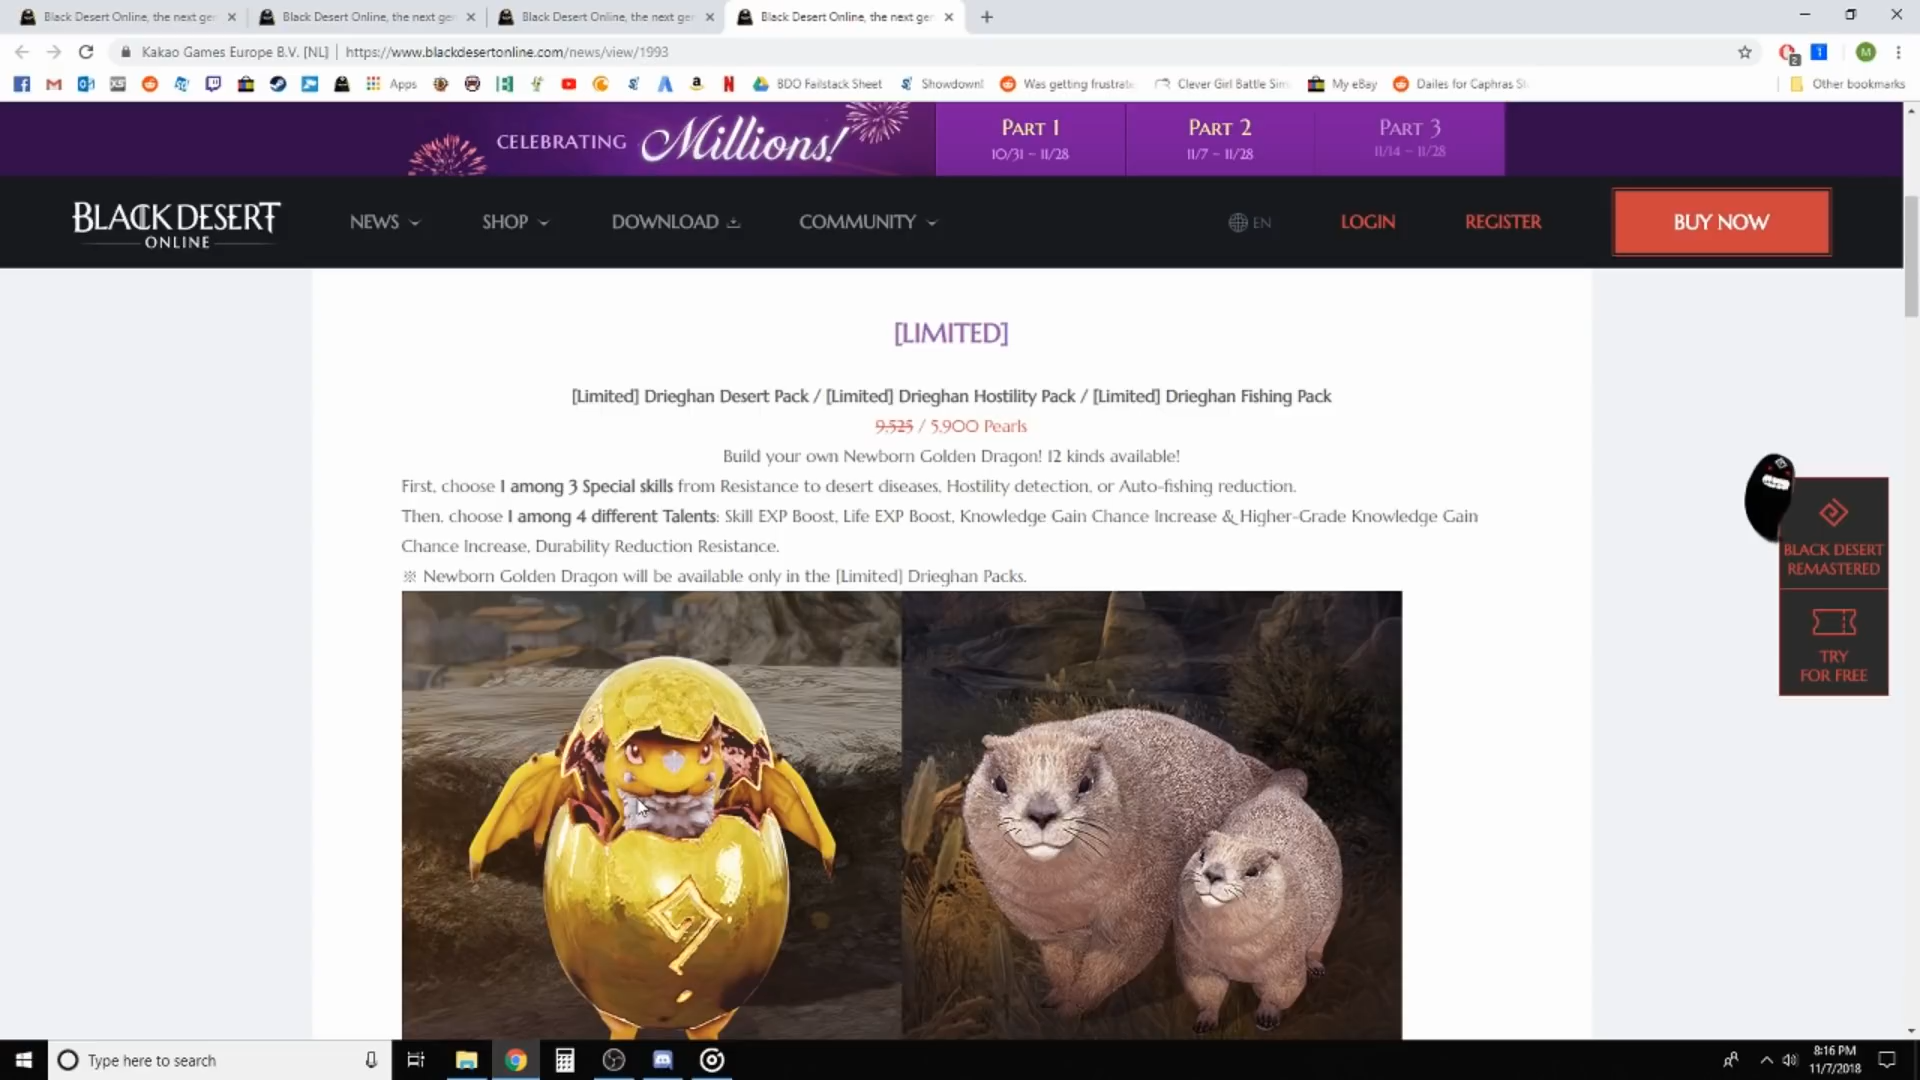 Black Desert Online, the next ger
Black Desert Online, the next ger
Black Desert Online, the next ger
Black Desert Online, the next ger
Kakao Games Europe B.V. [NL] | https://www.blackdesertonline.com/news/view/1993
Apps
BDO Failstack Sheet
Showdown!
Was getting frustrate
Clever Girl Battle Sim
My eBay
Dailes for Caphras St
Other bookmarks
CELEBRATING Millions!
PART 1
10/31 ~ 11/28
PART 2
11/7 ~ 11/28
PART 3
11/14 ~ 11/28
BLACK DESERT
ONLINE
NEWS
SHOP
DOWNLOAD
COMMUNITY
EN
LOGIN
REGISTER
BUY NOW
[LIMITED]
[Limited] Drieghan Desert Pack / [Limited] Drieghan Hostility Pack / [Limited] Drieghan Fishing Pack
9,525 / 5,900 Pearls
Build your own Newborn Golden Dragon! 12 kinds available!
First, choose 1 among 3 Special skills from Resistance to desert diseases, Hostility detection, or Auto-fishing reduction.
Then, choose 1 among 4 different Talents: Skill EXP Boost, Life EXP Boost, Knowledge Gain Chance Increase & Higher-Grade Knowledge Gain
Chance Increase, Durability Reduction Resistance.
※ Newborn Golden Dragon will be available only in the [Limited] Drieghan Packs.
BLACK DESERT
REMASTERED
TRY
FOR FREE
Type here to search
8:16 PM
11/7/2018